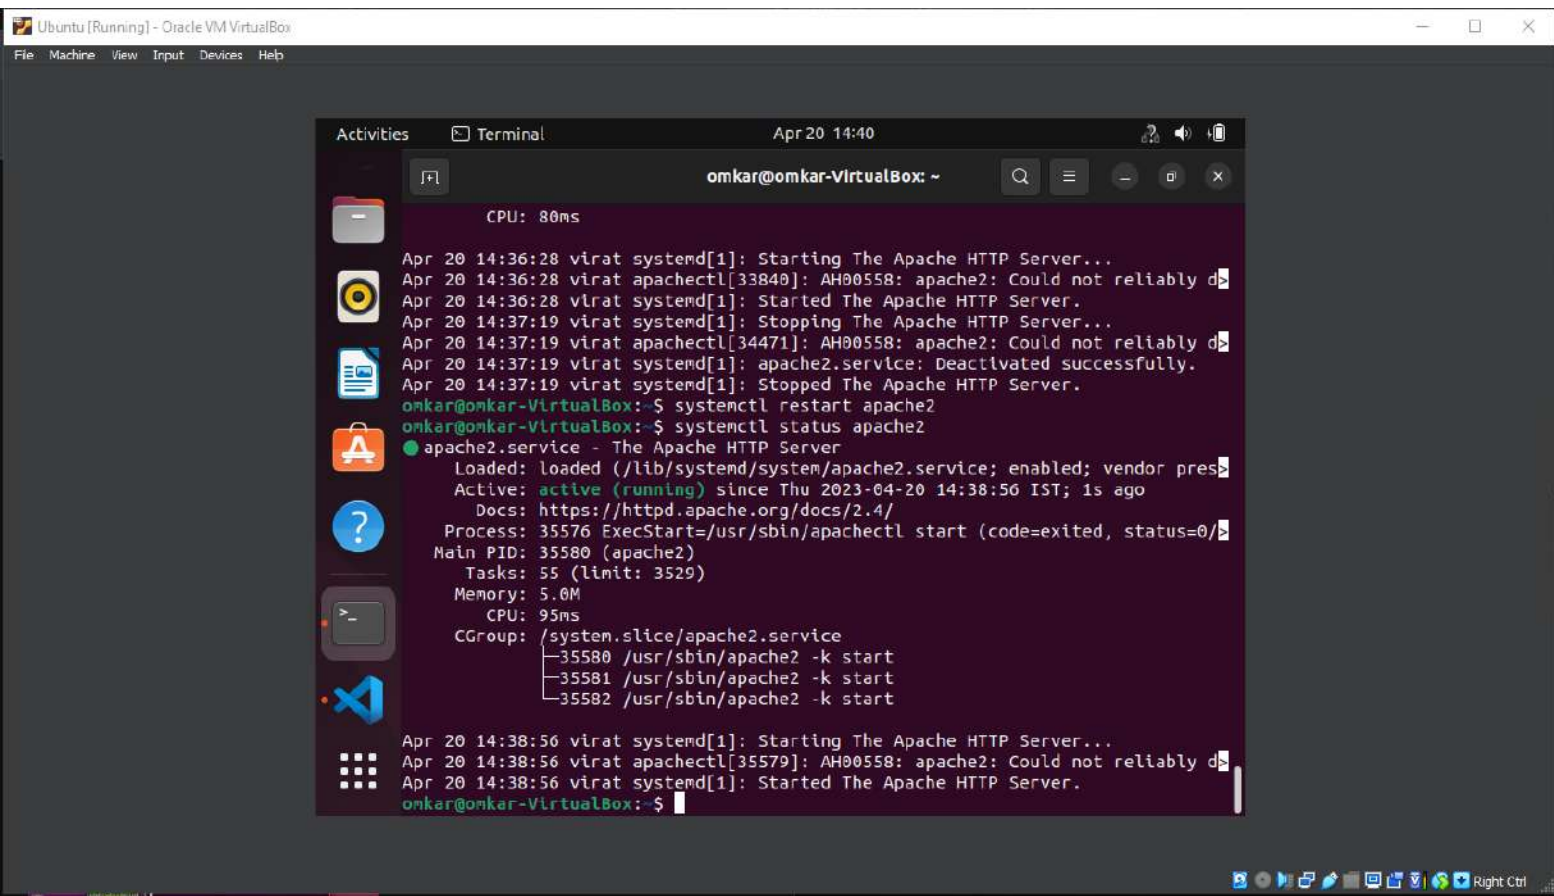 Ubuntu [Running] - Oracle VM VirtualBox
File Machine View Input Devices Help
Activities Terminal Apr 20 14:40
omkar@omkar-VirtualBox: ~
CPU: 80ms
Apr 20 14:36:28 virat systemd[1]: Starting The Apache HTTP Server...
Apr 20 14:36:28 virat apachectl[33840]: AH00558: apache2: Could not reliably d>
Apr 20 14:36:28 virat systemd[1]: Started The Apache HTTP Server.
Apr 20 14:37:19 virat systemd[1]: Stopping The Apache HTTP Server...
Apr 20 14:37:19 virat apachectl[34471]: AH00558: apache2: Could not reliably d>
Apr 20 14:37:19 virat systemd[1]: apache2.service: Deactivated successfully.
Apr 20 14:37:19 virat systemd[1]: Stopped The Apache HTTP Server.
omkar@omkar-VirtualBox:~$ systemctl restart apache2
omkar@omkar-VirtualBox:~$ systemctl status apache2
● apache2.service - The Apache HTTP Server
Loaded: loaded (/lib/systemd/system/apache2.service; enabled; vendor pres>
Active: active (running) since Thu 2023-04-20 14:38:56 IST; 1s ago
Docs: https://httpd.apache.org/docs/2.4/
Process: 35576 ExecStart=/usr/sbin/apachectl start (code=exited, status=0/>
Main PID: 35580 (apache2)
Tasks: 55 (limit: 3529)
Memory: 5.0M
CPU: 95ms
CGroup: /system.slice/apache2.service
├─35580 /usr/sbin/apache2 -k start
├─35581 /usr/sbin/apache2 -k start
└─35582 /usr/sbin/apache2 -k start
Apr 20 14:38:56 virat systemd[1]: Starting The Apache HTTP Server...
Apr 20 14:38:56 virat apachectl[35579]: AH00558: apache2: Could not reliably d>
Apr 20 14:38:56 virat systemd[1]: Started The Apache HTTP Server.
omkar@omkar-VirtualBox:~$
Right Ctrl